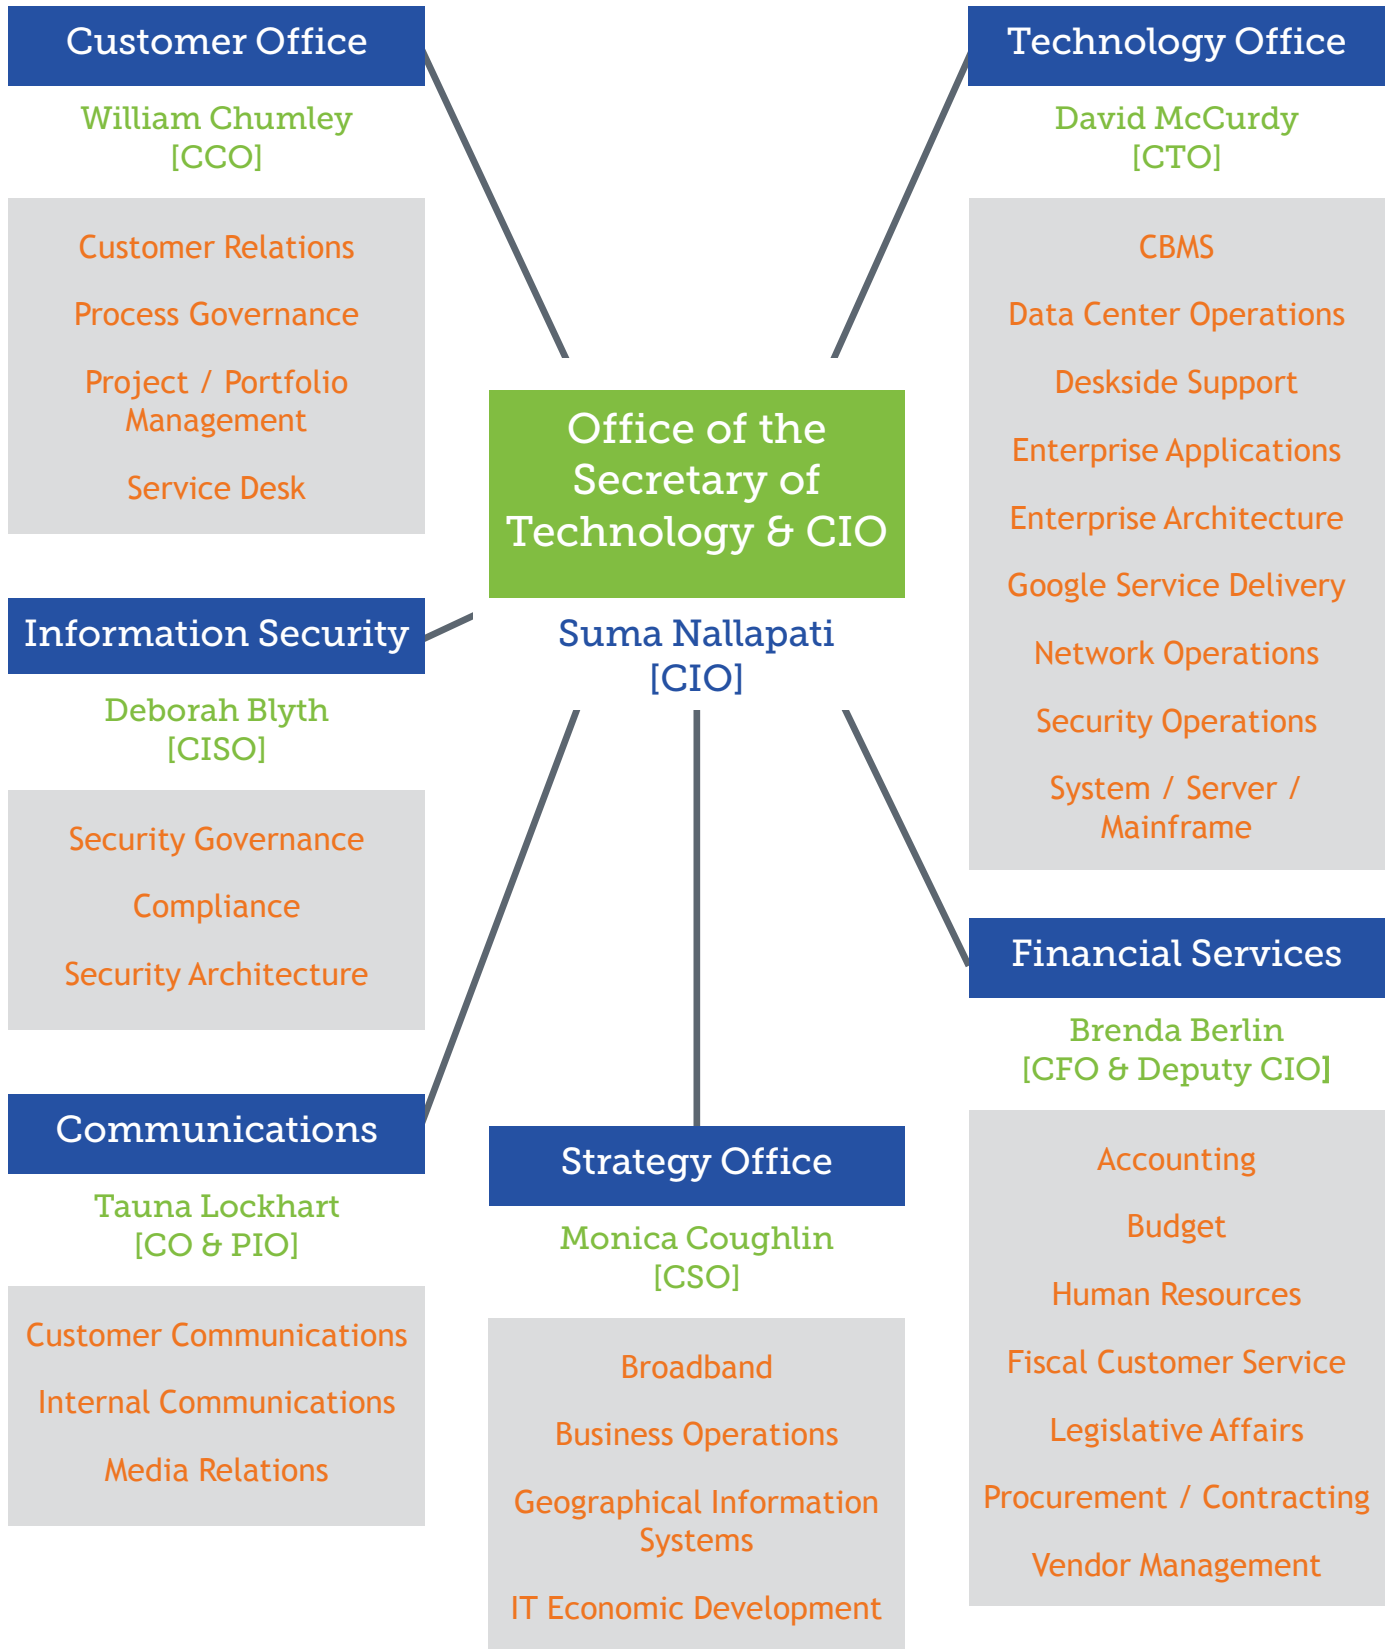 Customer Office
William Chumley
[CCO]
Customer Relations
Process Governance
Project / Portfolio
Management
Service Desk
Technology Office
David McCurdy
[CTO]
CBMS
Data Center Operations
Deskside Support
Enterprise Applications
Enterprise Architecture
Google Service Delivery
Network Operations
Security Operations
System / Server /
Mainframe
Office of the
Secretary of
Technology & CIO
Suma Nallapati
[CIO]
Information Security
Deborah Blyth
[CISO]
Security Governance
Compliance
Security Architecture
Communications
Tauna Lockhart
[CO & PIO]
Customer Communications
Internal Communications
Media Relations
Strategy Office
Monica Coughlin
[CSO]
Broadband
Business Operations
Geographical Information
Systems
IT Economic Development
Financial Services
Brenda Berlin
[CFO & Deputy CIO]
Accounting
Budget
Human Resources
Fiscal Customer Service
Legislative Affairs
Procurement / Contracting
Vendor Management